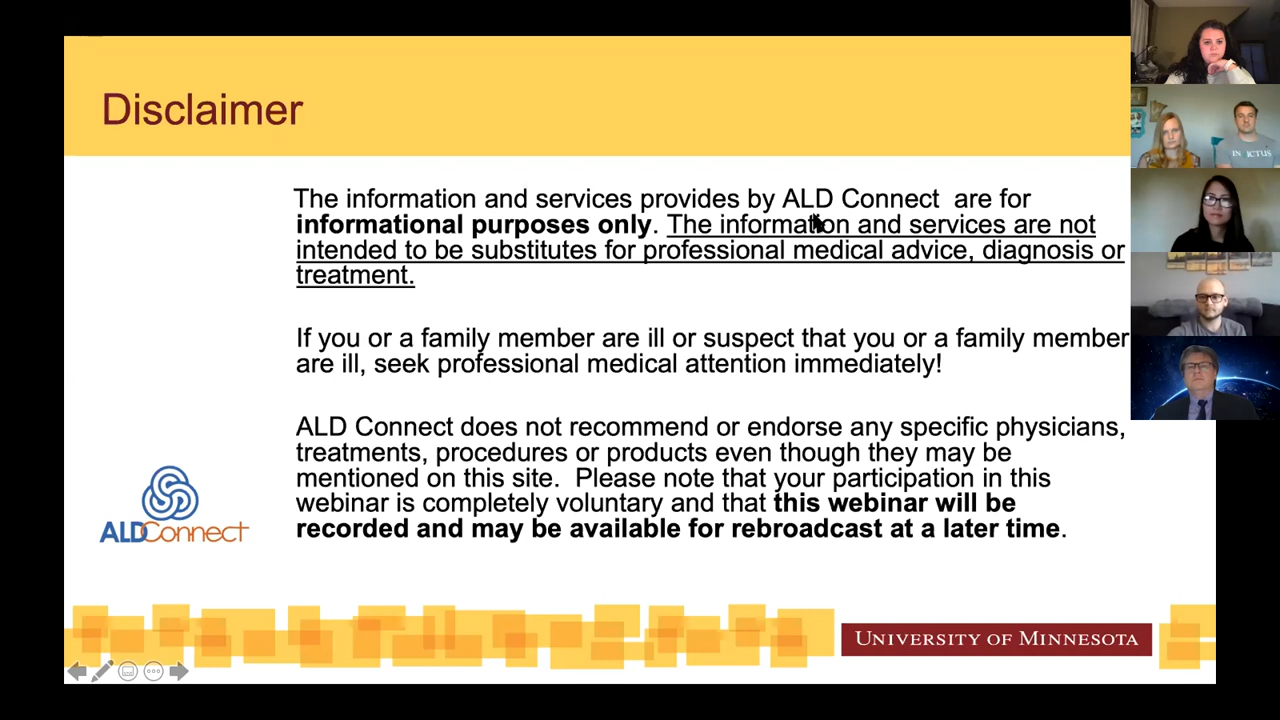 Disclaimer
The information and services provides by ALD Connect  are for
informational purposes only. The information and services are not
intended to be substitutes for professional medical advice, diagnosis or
treatment.
If you or a family member are ill or suspect that you or a family member
are ill, seek professional medical attention immediately!
ALD Connect does not recommend or endorse any specific physicians,
treatments, procedures or products even though they may be
mentioned on this site.  Please note that your participation in this
webinar is completely voluntary and that this webinar will be
recorded and may be available for rebroadcast at a later time.
ALDConnect
UNIVERSITY OF MINNESOTA